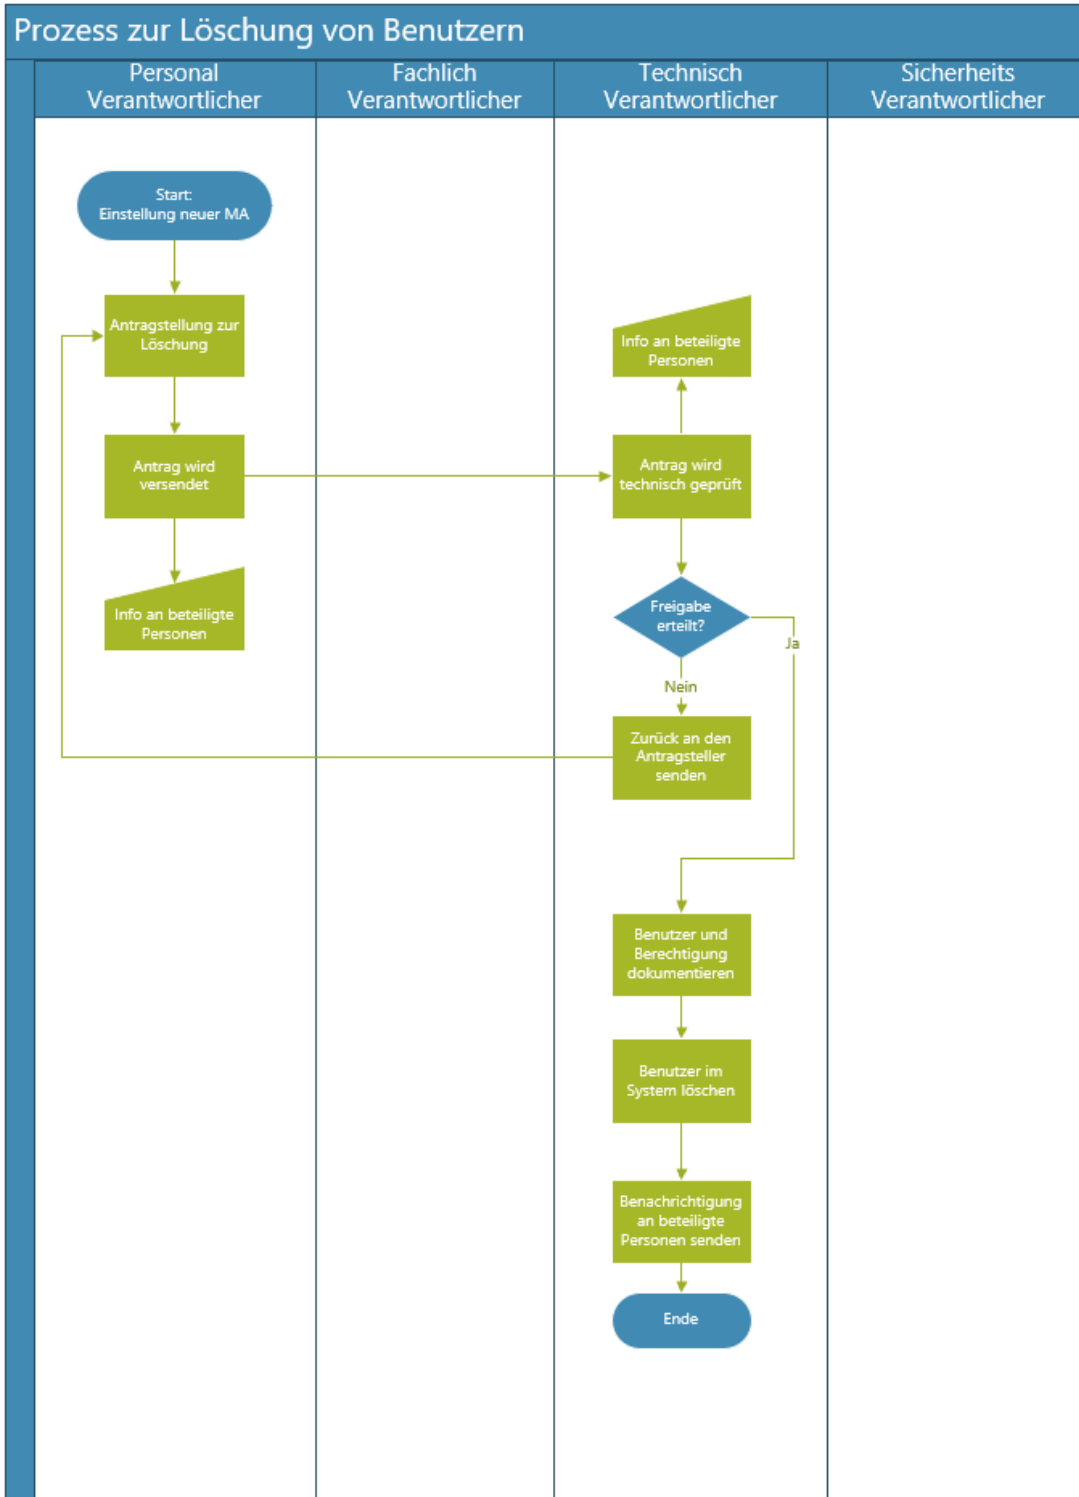 Prozess zur Löschung von Benutzern
Personal
Verantwortlicher
Fachlich
Verantwortlicher
Technisch
Verantwortlicher
Sicherheits
Verantwortlicher
Start:
Einstellung neuer MA
Antragstellung zur
Löschung
Info an beteiligte
Personen
Antrag wird
versendet
Antrag wird
technisch geprüft
Info an beteiligte
Personen
Freigabe
erteilt?
Ja
Nein
Zurück an den
Antragsteller
senden
Benutzer und
Berechtigung
dokumentieren
Benutzer im
System löschen
Benachrichtigung
an beteiligte
Personen senden
Ende